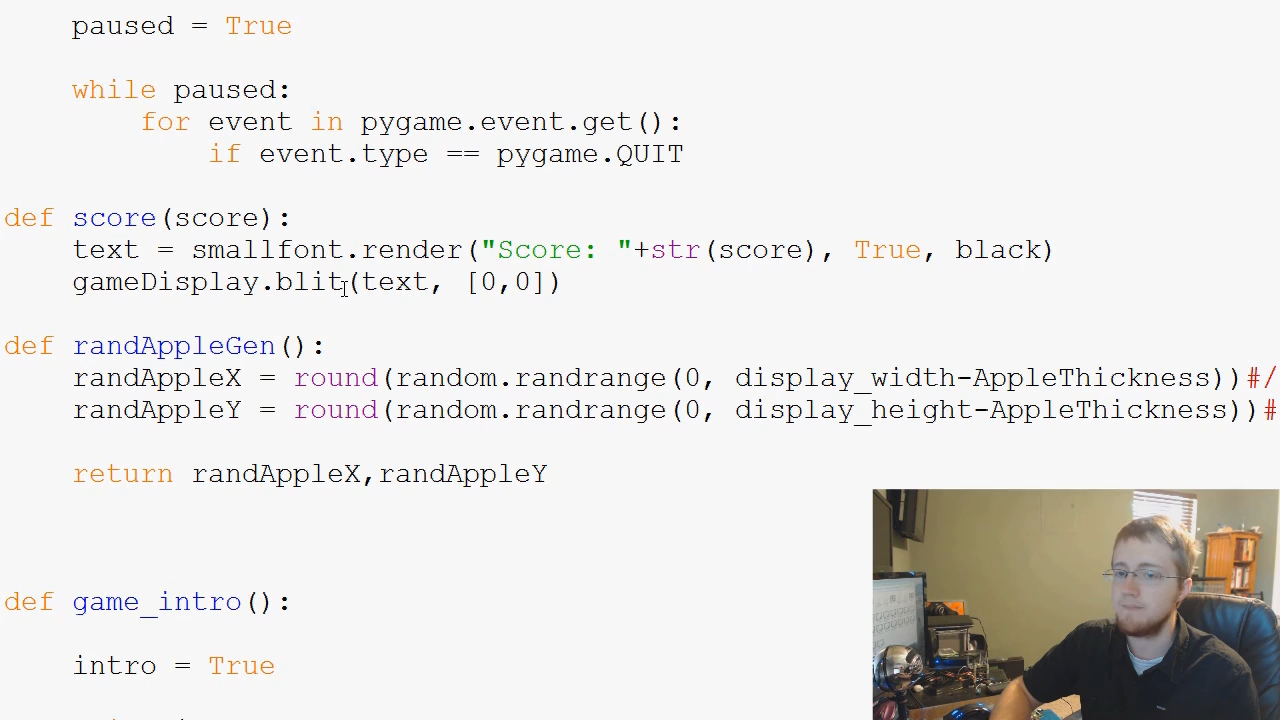 paused = True
while paused:
for event in pygame.event.get():
if event.type == pygame.QUIT
def score(score):
text = smallfont.render("Score: "+str(score), True, black)
gameDisplay.blit(text, [0,0])
def randAppleGen():
randAppleX = round(random.randrange(0, display_width-AppleThickness))#/
randAppleY = round(random.randrange(0, display_height-AppleThickness))#
return randAppleX,randAppleY
def game_intro():
intro = True